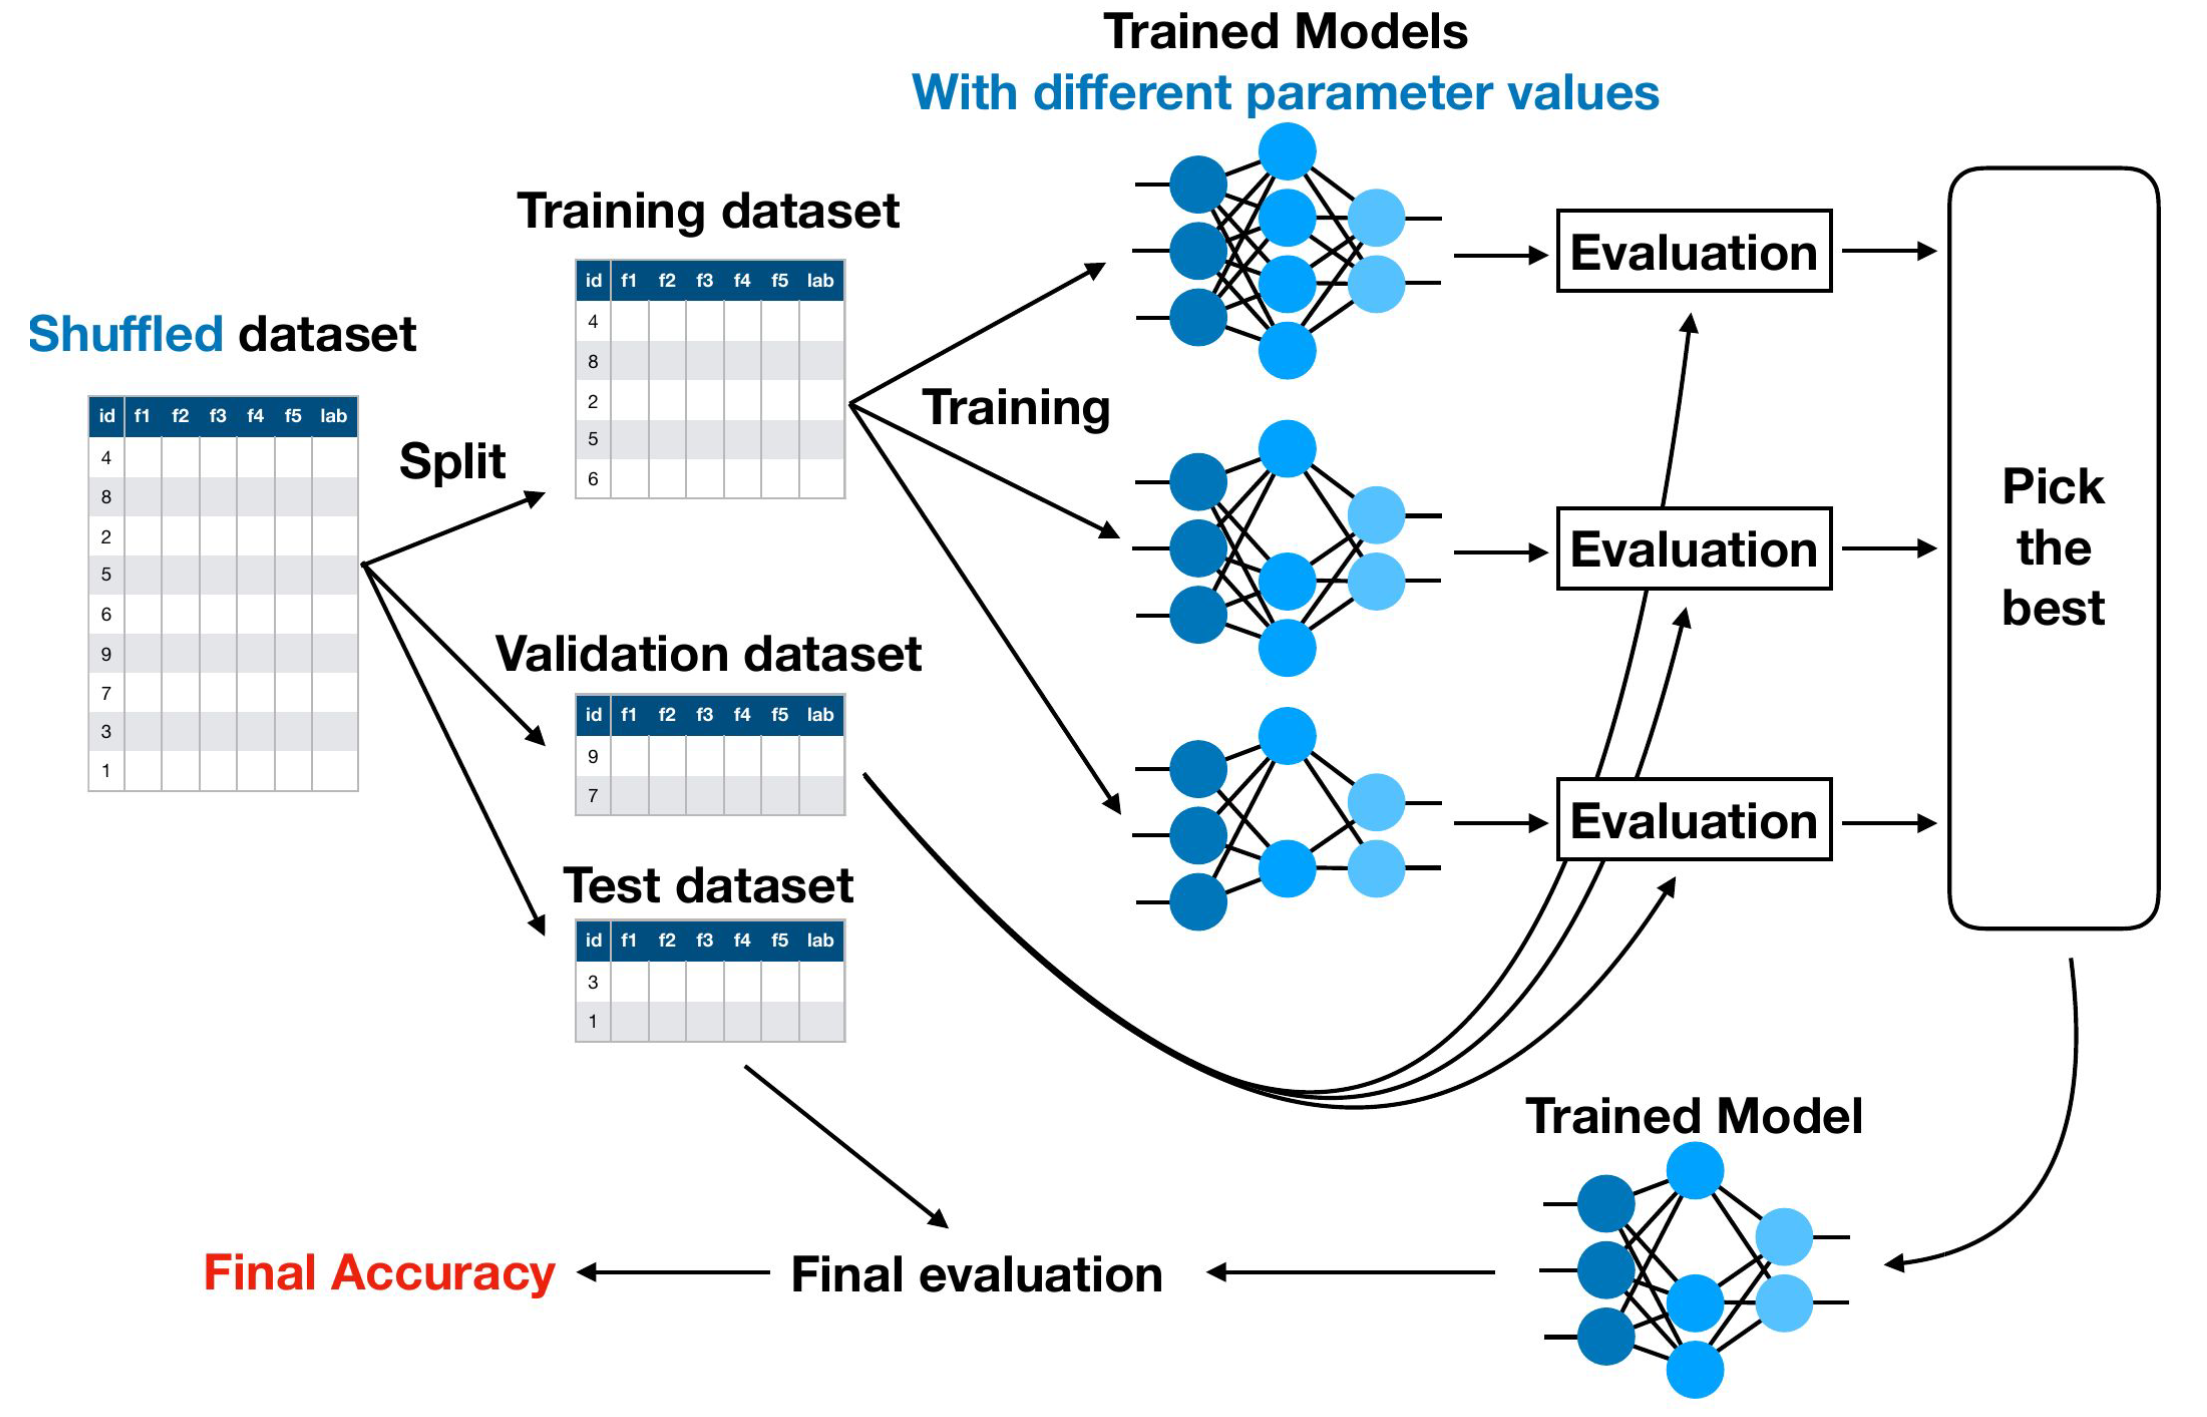 Trained Models
With different parameter values
Training dataset
id f1 f2 f3 f4 f5 lab
4
8
2
5
6
Shuffled dataset
id f1 f2 f3 f4 f5 lab
4
8
2
5
6
9
7
3
1
Split
Training
Validation dataset
id f1 f2 f3 f4 f5 lab
9
7
Test dataset
id f1 f2 f3 f4 f5 lab
3
1
Evaluation
Evaluation
Evaluation
Pick
the
best
Trained Model
Final evaluation
Final Accuracy